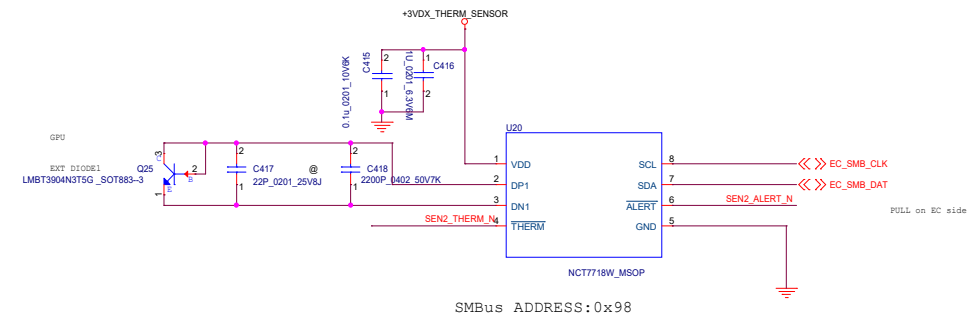 +3VDX_THERM_SENSOR
2
1
C415
0.1u_0201_10V6K
1
2
C416
1U_0201_6.3V6M
GPU
EXT DIODE1
Q25
LMBT3904N3T5G_SOT883--3
3
C
2
B
E
1
2
1
C417
22P_0201_25V8J
@
2
1
C418
2200P_0402_50V7K
U20
1 VDD
2 DP1
3 DN1
4 THERM
SEN2_THERM_N
SCL 8 EC_SMB_CLK
SDA 7 EC_SMB_DAT
ALERT 6 SEN2_ALERT_N
GND 5
PULL on EC side
NCT7718W_MSOP
SMBus ADDRESS:0x98